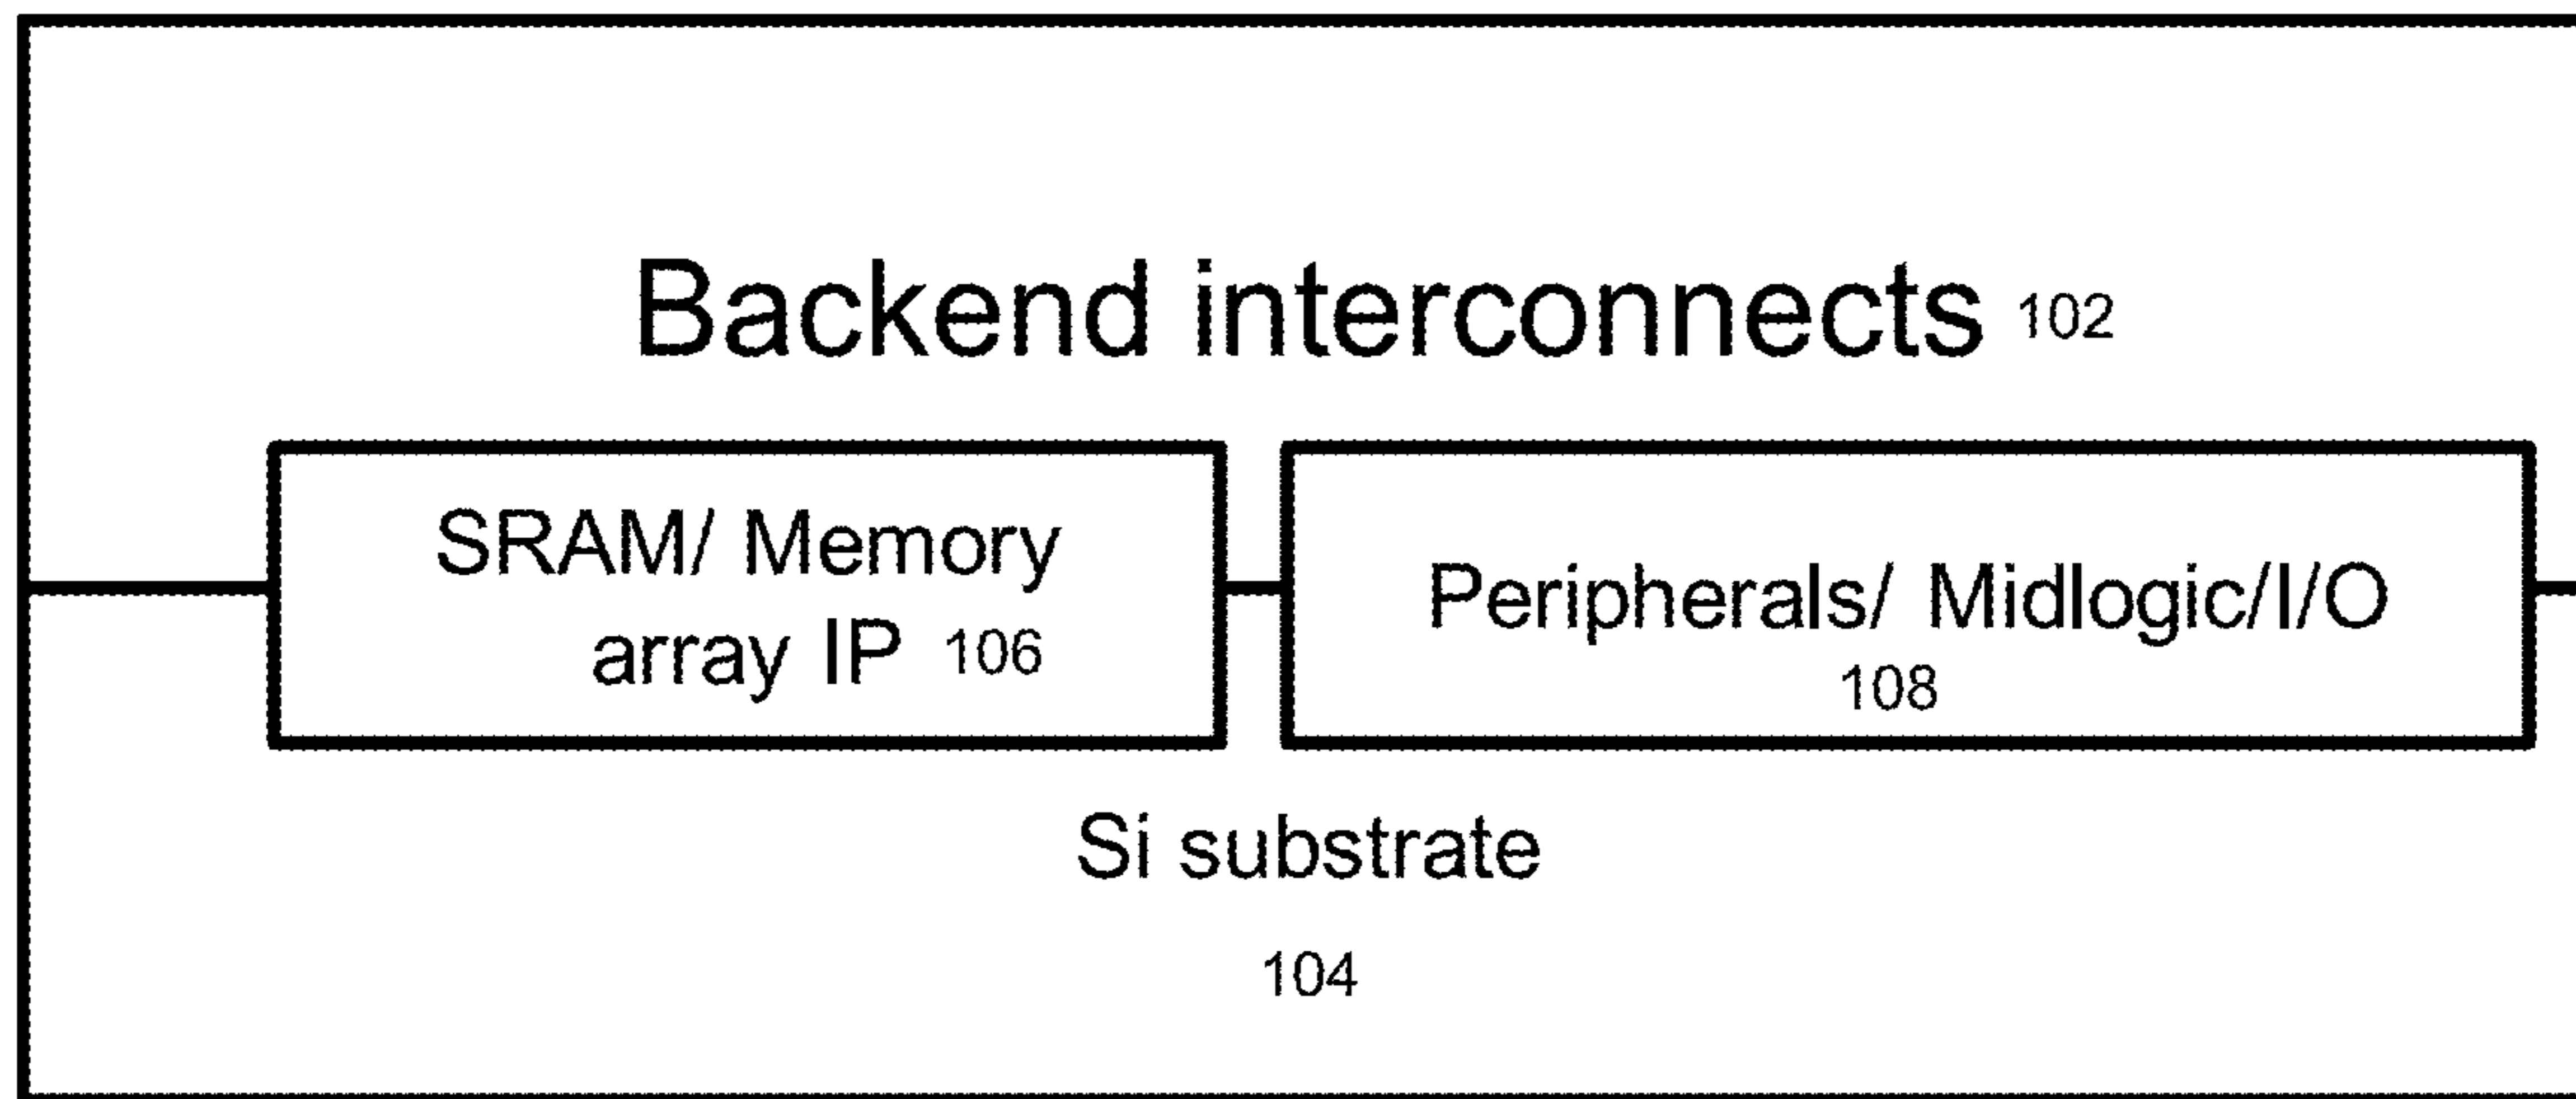 Backend interconnects 102
SRAM/ Memory
array IP 106
Peripherals/ Midlogic/I/O
108
Si substrate
104